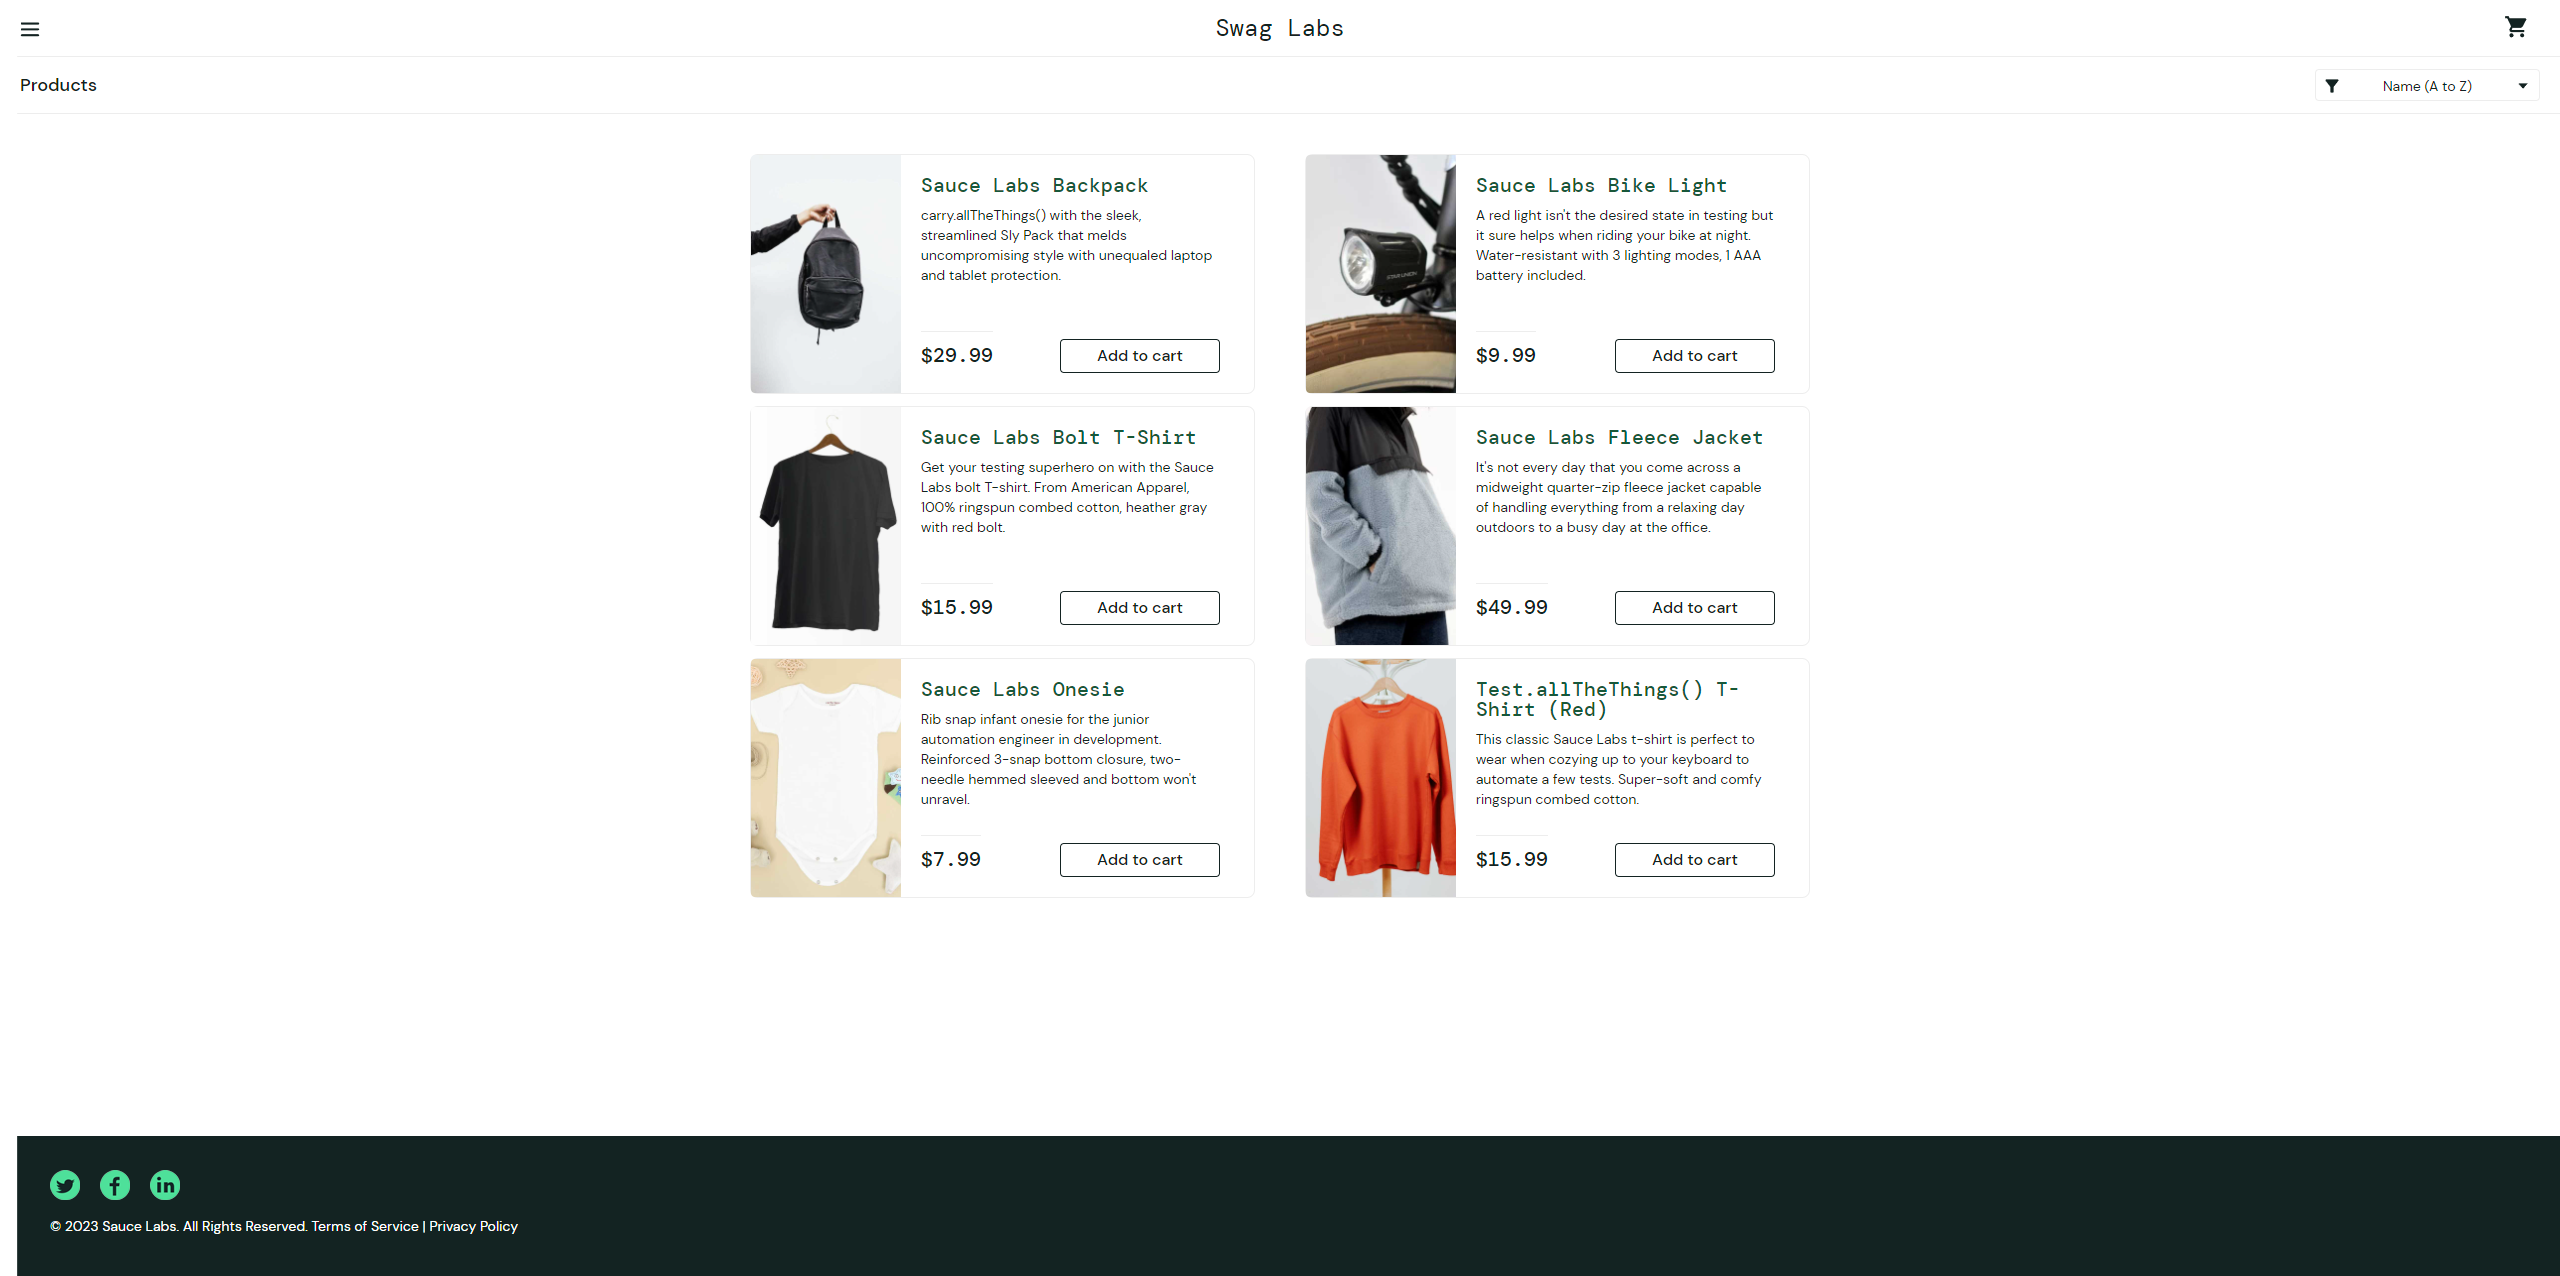 Swag Labs
Products
Name (A to Z)
Sauce Labs Backpack
carry.allTheThings() with the sleek,
streamlined Sly Pack that melds
uncompromising style with unequaled laptop
and tablet protection.
$29.99
Add to cart
Sauce Labs Bike Light
A red light isn't the desired state in testing but
it sure helps when riding your bike at night.
Water-resistant with 3 lighting modes, 1 AAA
battery included.
$9.99
Add to cart
Sauce Labs Bolt T-Shirt
Get your testing superhero on with the Sauce
Labs bolt T-shirt. From American Apparel,
100% ringspun combed cotton, heather gray
with red bolt.
$15.99
Add to cart
Sauce Labs Fleece Jacket
It's not every day that you come across a
midweight quarter-zip fleece jacket capable
of handling everything from a relaxing day
outdoors to a busy day at the office.
$49.99
Add to cart
Sauce Labs Onesie
Rib snap infant onesie for the junior
automation engineer in development.
Reinforced 3-snap bottom closure, two-
needle hemmed sleeved and bottom won't
unravel.
$7.99
Add to cart
Test.allTheThings() T-
Shirt (Red)
This classic Sauce Labs t-shirt is perfect to
wear when cozying up to your keyboard to
automate a few tests. Super-soft and comfy
ringspun combed cotton.
$15.99
Add to cart
© 2023 Sauce Labs. All Rights Reserved. Terms of Service | Privacy Policy